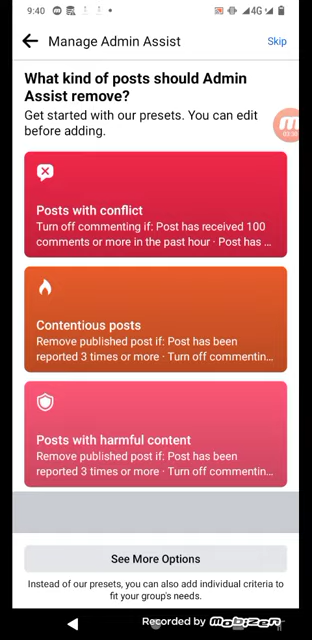 9:40
4G
Manage Admin Assist
Skip
What kind of posts should Admin
Assist remove?
Get started with our presets. You can edit
before adding.
Posts with conflict
Turn off commenting if: Post has received 100
comments or more in the past hour · Post has ...
Contentious posts
Remove published post if: Post has been
reported 3 times or more · Turn off commentin...
Posts with harmful content
Remove published post if: Post has been
reported 3 times or more · Turn off commentin...
See More Options
Instead of our presets, you can also add individual criteria to
fit your group's needs.
Recorded by Mobizen